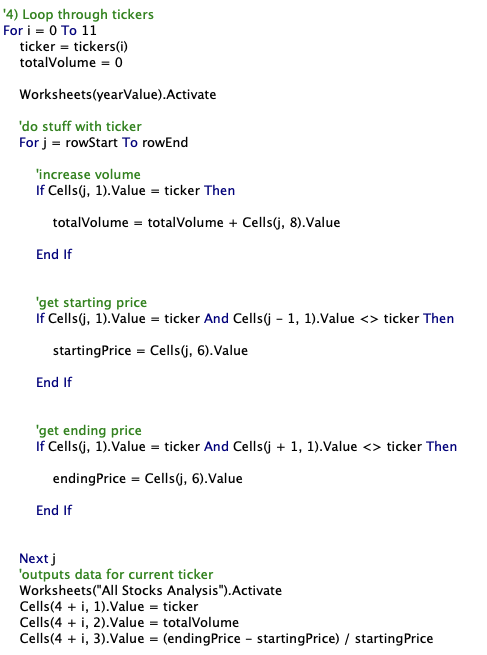 '4) Loop through tickers
For i = 0 To 11
ticker = tickers(i)
totalVolume = 0
Worksheets(yearValue).Activate
'do stuff with ticker
For j = rowStart To rowEnd
'increase volume
If Cells(j, 1).Value = ticker Then
totalVolume = totalVolume + Cells(j, 8).Value
End If
'get starting price
If Cells(j, 1).Value = ticker And Cells(j - 1, 1).Value <> ticker Then
startingPrice = Cells(j, 6).Value
End If
'get ending price
If Cells(j, 1).Value = ticker And Cells(j + 1, 1).Value <> ticker Then
endingPrice = Cells(j, 6).Value
End If
Next j
'outputs data for current ticker
Worksheets("All Stocks Analysis").Activate
Cells(4 + i, 1).Value = ticker
Cells(4 + i, 2).Value = totalVolume
Cells(4 + i, 3).Value = (endingPrice - startingPrice) / startingPrice